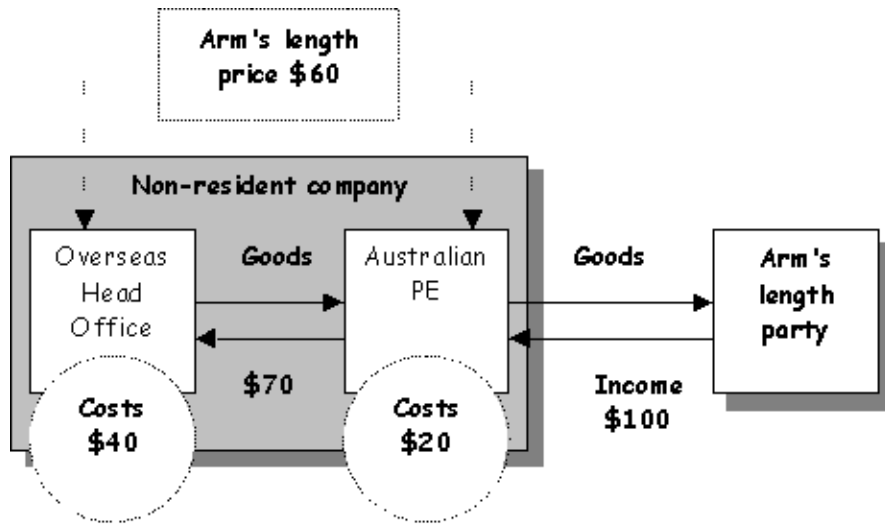 Arm's length
price $60
Non-resident company
Overseas
Head
Office
Goods
Australian
PE
Goods
Arm's
length
party
$70
Income
$100
Costs
$40
Costs
$20